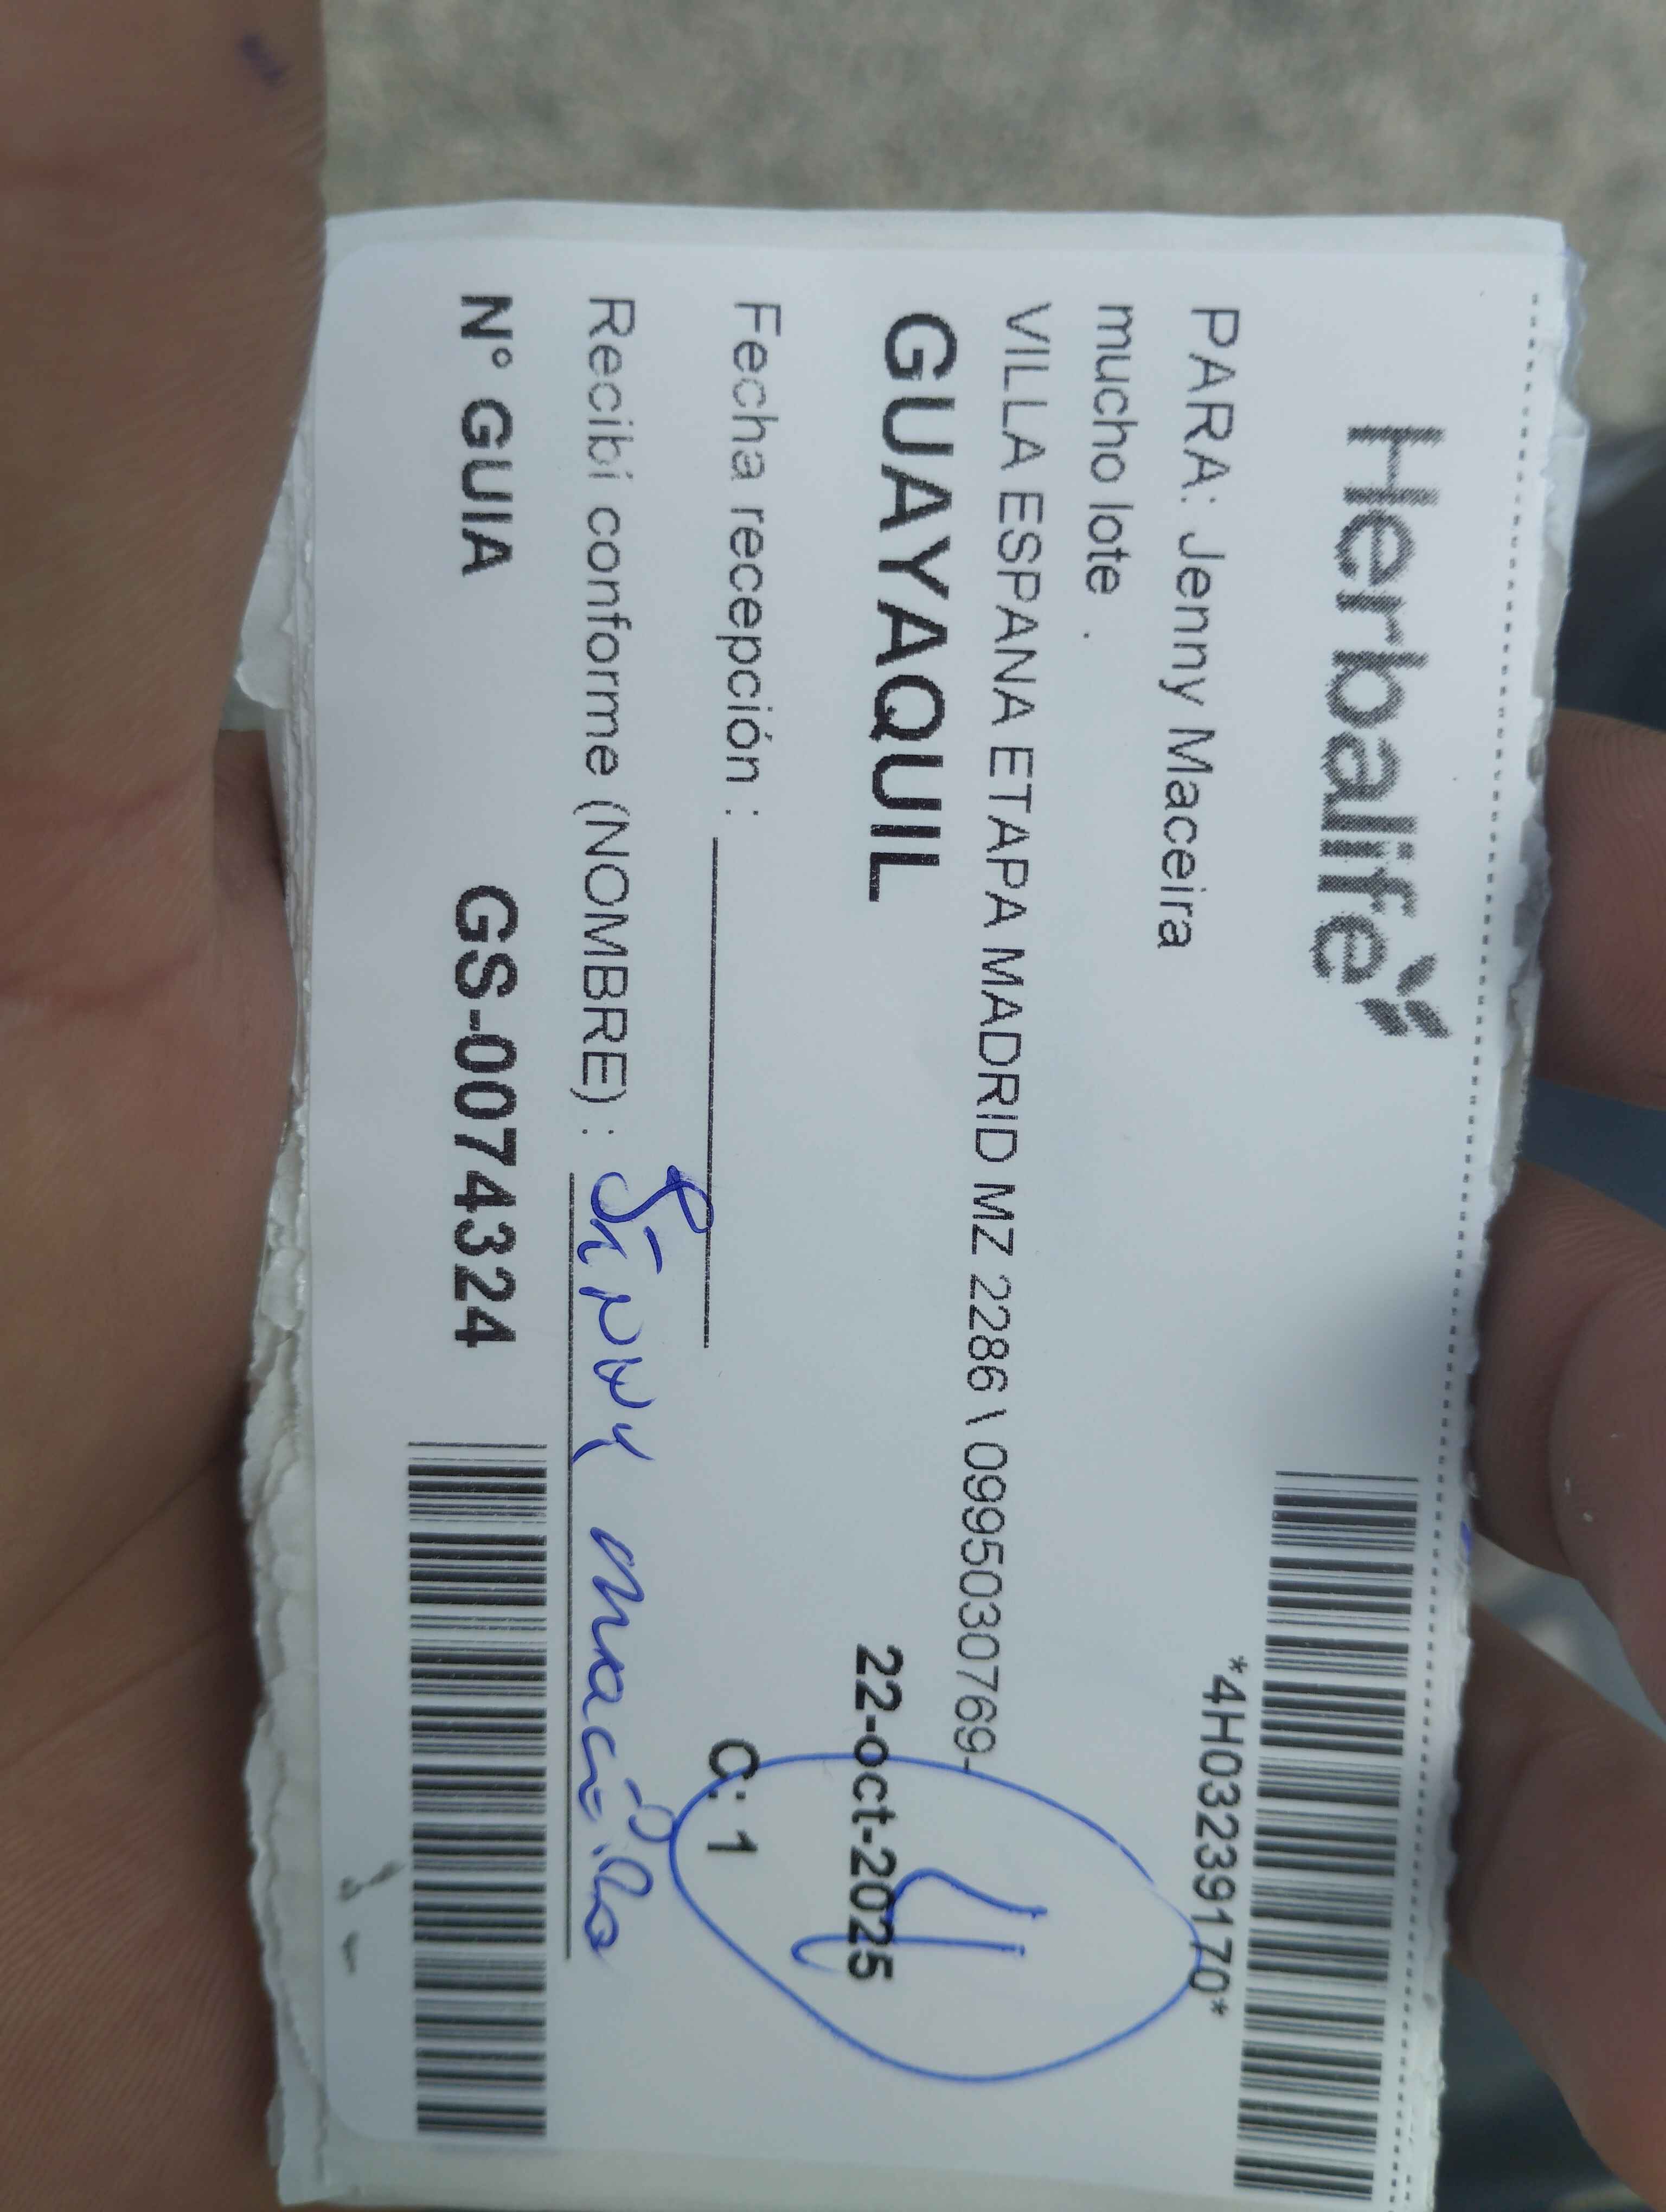 Herbalife
*4H03239170*
PARA: Jenny Maceira
mucho lote .
VILLA ESPANA ETAPA MADRID MZ 2286 \ 0995030769-
GUAYAQUIL 22-oct-2025
Fecha recepción : C: 1
Recibí conforme (NOMBRE) :
N° GUIA GS-0074324